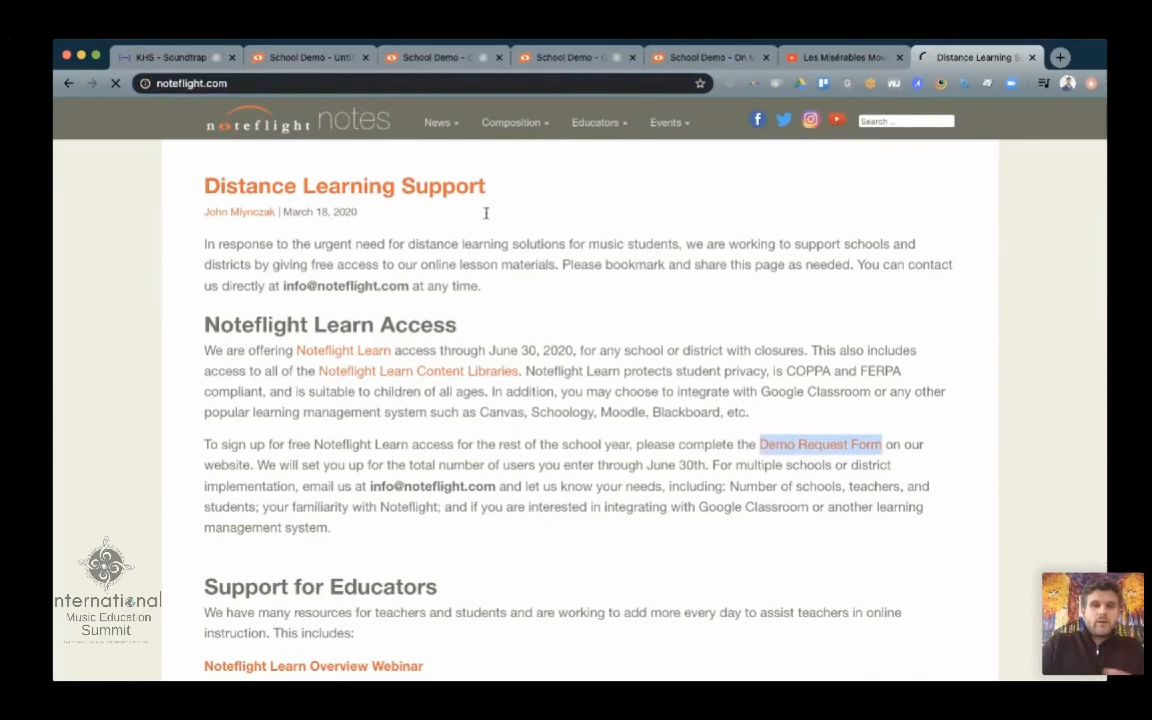 KHS - Soundtrap
School Demo - Unti
School Demo - C
School Demo -
School Demo - On M
Les Misérables Mov
Distance Learning S
noteflight.com
noteflight notes
News
Composition
Educators
Events
Search ...
Distance Learning Support
John Mlynczak | March 18, 2020
In response to the urgent need for distance learning solutions for music students, we are working to support schools and
districts by giving free access to our online lesson materials. Please bookmark and share this page as needed. You can contact
us directly at info@noteflight.com at any time.
Noteflight Learn Access
We are offering Noteflight Learn access through June 30, 2020, for any school or district with closures. This also includes
access to all of the Noteflight Learn Content Libraries. Noteflight Learn protects student privacy, is COPPA and FERPA
compliant, and is suitable to children of all ages. In addition, you may choose to integrate with Google Classroom or any other
popular learning management system such as Canvas, Schoology, Moodle, Blackboard, etc.
To sign up for free Noteflight Learn access for the rest of the school year, please complete the Demo Request Form on our
website. We will set you up for the total number of users you enter through June 30th. For multiple schools or district
implementation, email us at info@noteflight.com and let us know your needs, including: Number of schools, teachers, and
students; your familiarity with Noteflight; and if you are interested in integrating with Google Classroom or another learning
management system.
Support for Educators
We have many resources for teachers and students and are working to add more every day to assist teachers in online
instruction. This includes:
Noteflight Learn Overview Webinar
International
Music Education
Summit